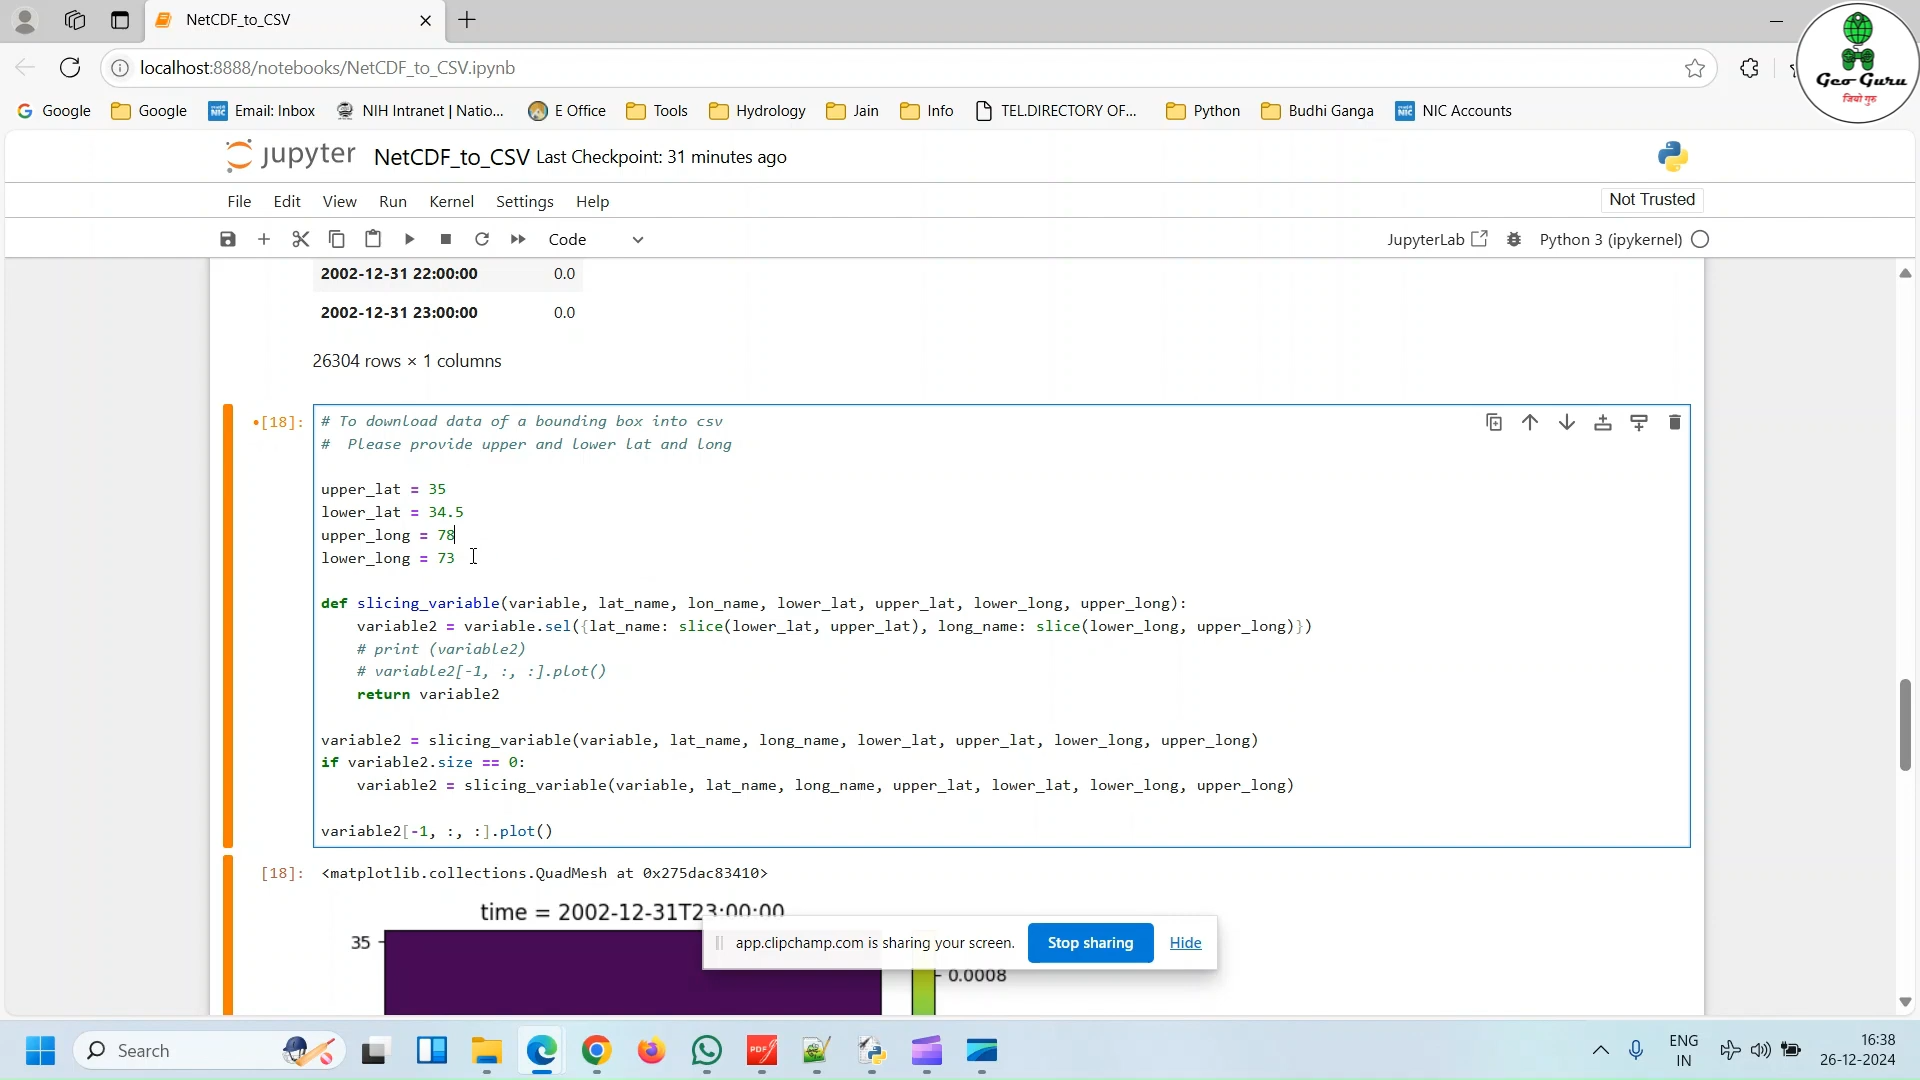 NetCDF_to_CSV
localhost:8888/notebooks/NetCDF_to_CSV.ipynb
Geo Guru
जियो गुरु
Google Google Email: Inbox NIH Intranet | Natio... E Office Tools Hydrology Jain Info TEL.DIRECTORY OF... Python Budhi Ganga NIC Accounts
jupyter NetCDF_to_CSV Last Checkpoint: 31 minutes ago
File Edit View Run Kernel Settings Help Not Trusted
Code JupyterLab Python 3 (ipykernel)
2002-12-31 22:00:00 0.0
2002-12-31 23:00:00 0.0
26304 rows × 1 columns
•[18]: # To download data of a bounding box into csv
# Please provide upper and lower lat and long
upper_lat = 35
lower_lat = 34.5
upper_long = 78
lower_long = 73
def slicing_variable(variable, lat_name, lon_name, lower_lat, upper_lat, lower_long, upper_long):
variable2 = variable.sel({lat_name: slice(lower_lat, upper_lat), long_name: slice(lower_long, upper_long)})
# print (variable2)
# variable2[-1, :, :].plot()
return variable2
variable2 = slicing_variable(variable, lat_name, long_name, lower_lat, upper_lat, lower_long, upper_long)
if variable2.size == 0:
variable2 = slicing_variable(variable, lat_name, long_name, upper_lat, lower_lat, lower_long, upper_long)
variable2[-1, :, :].plot()
[18]: <matplotlib.collections.QuadMesh at 0x275dac83410>
time = 2002-12-31T23:00:00
35
app.clipchamp.com is sharing your screen. Stop sharing Hide
0.0008
Search
ENG
IN
16:38
26-12-2024